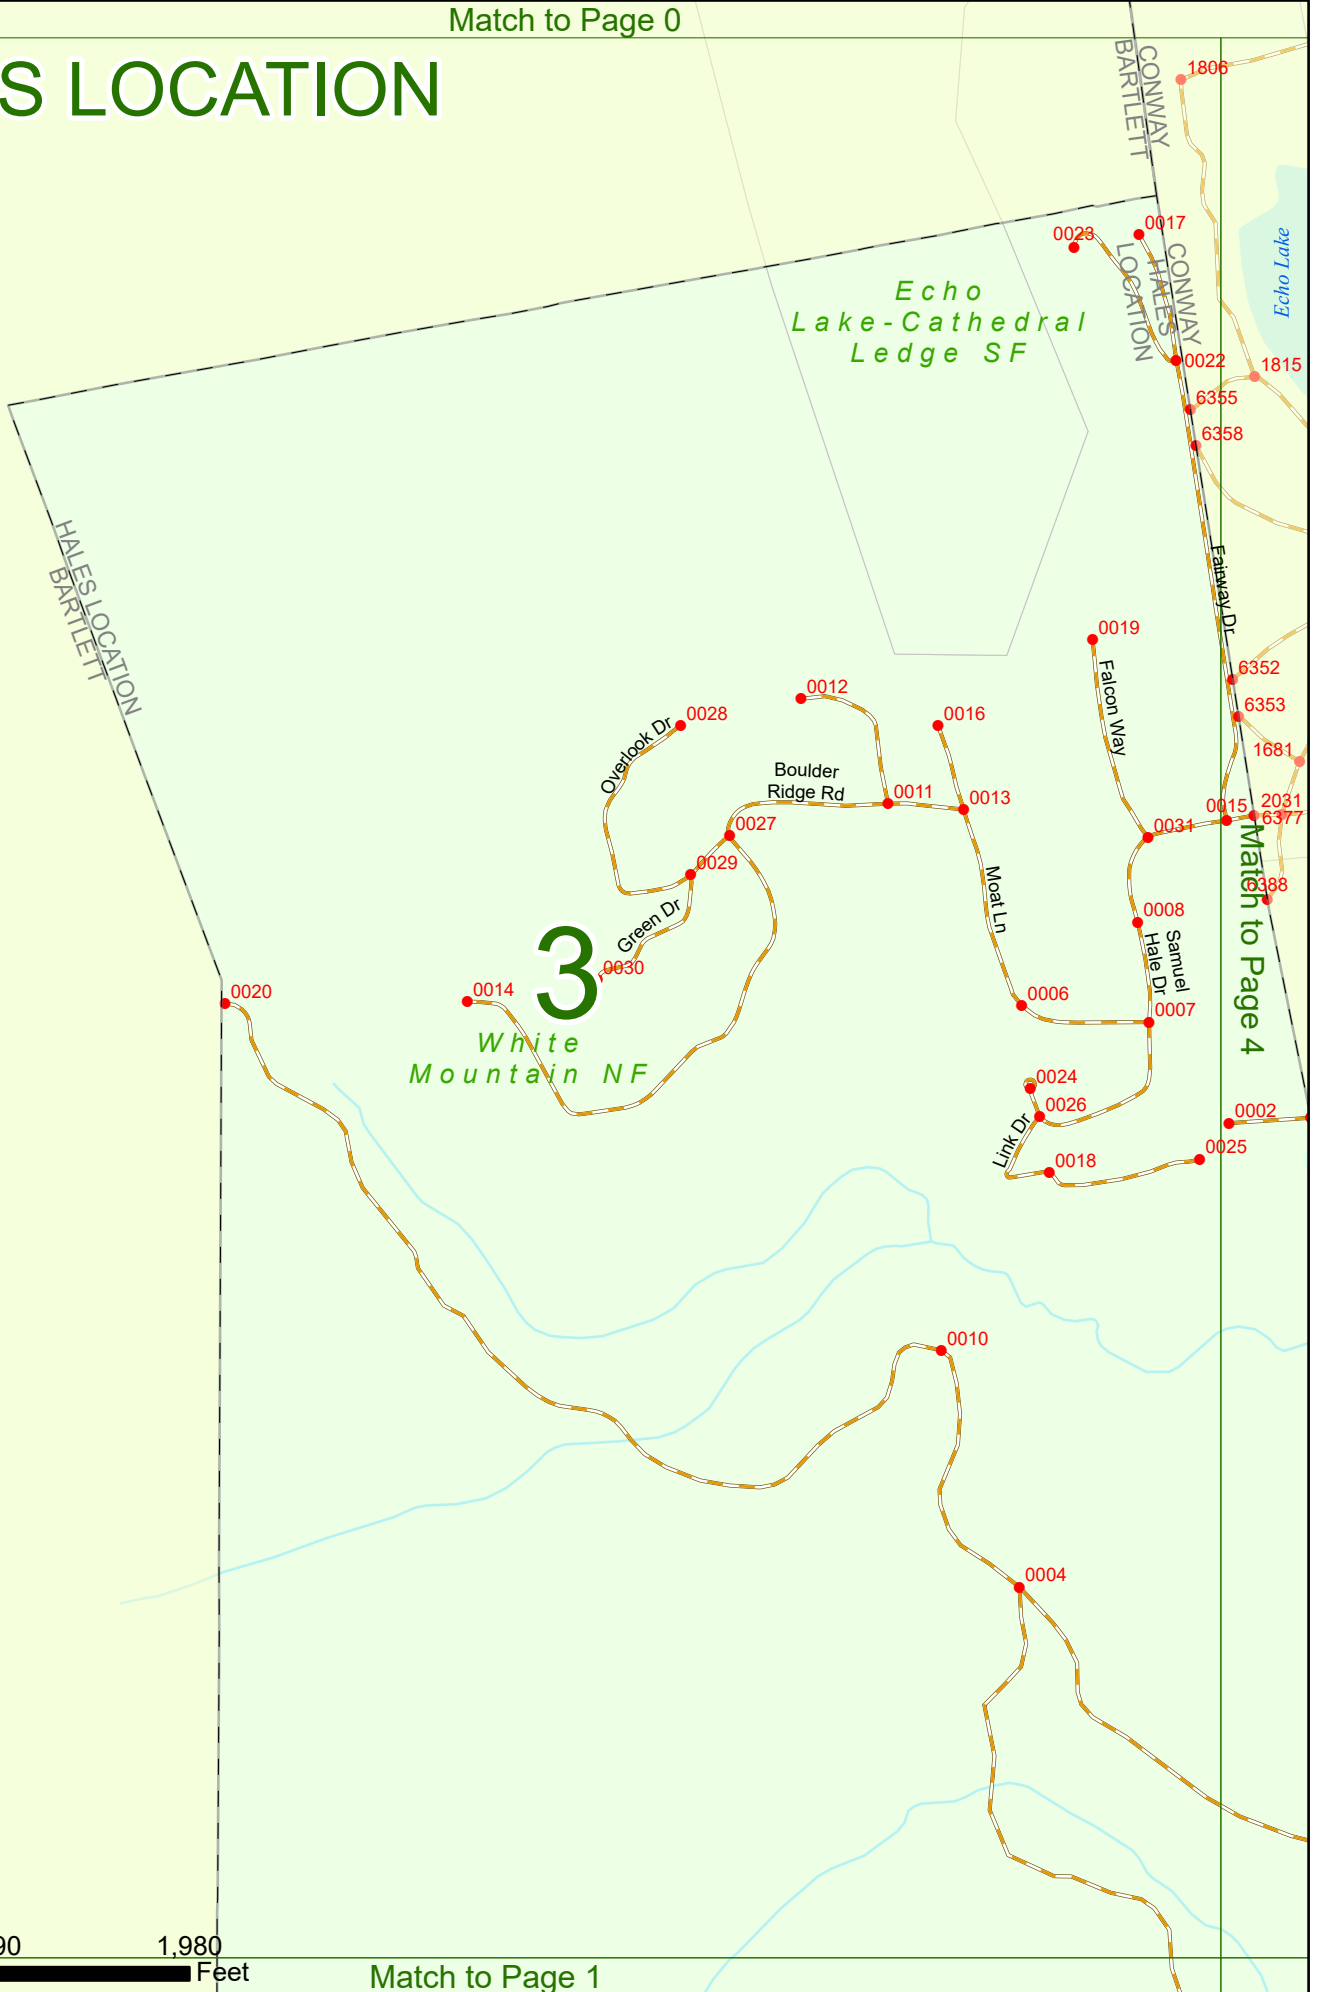 Match to Page 0
S LOCATION
CONWAY
BARTLETT
1806
0017
0023
CONWAY
HALES
LOCATION
Echo Lake
Echo
Lake-Cathedral
Ledge SF
0022
1815
6355
6358
HALES LOCATION
BARTLETT
Fairway Dr
0019
Falcon Way
6352
0012
0016
0028
Overlook Dr
6353
1681
Boulder
Ridge Rd
0011
0013
0015
2031
6377
0031
0027
0029
Moat Ln
6388
Green Dr
0008
Samuel
Hale Dr
Match to Page 4
3
0030
0020
0014
0006
0007
White
Mountain NF
0024
0026
0002
Link Dr
0018
0025
0010
0004
90
1,980
Feet
Match to Page 1